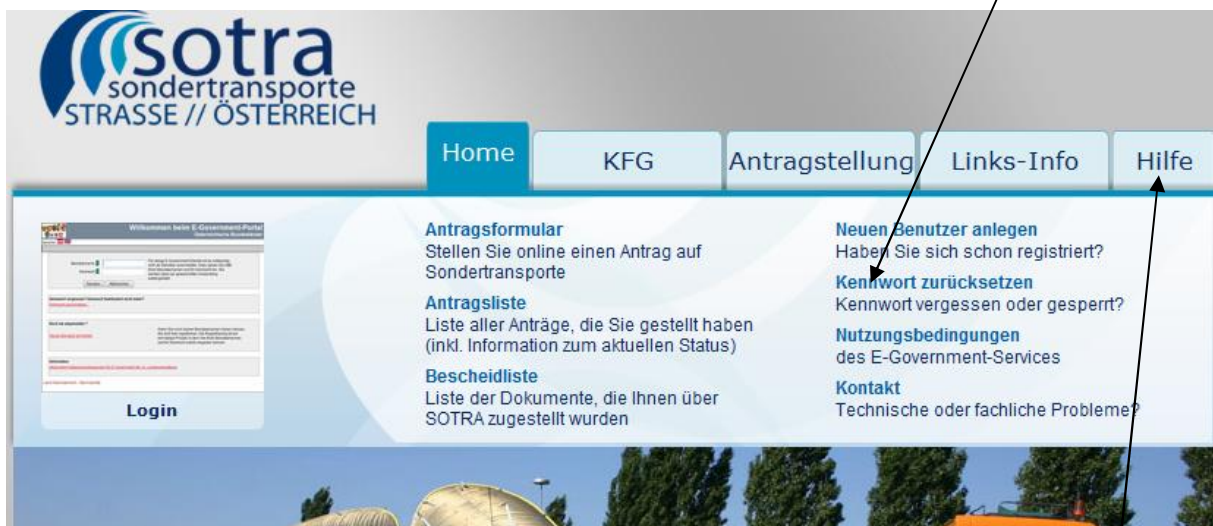 sotra
sondertransporte
STRASSE // ÖSTERREICH
Home
KFG
Antragstellung
Links-Info
Hilfe
Willkommen beim E-Government-Portal
Login
Antragsformular
Stellen Sie online einen Antrag auf
Sondertransporte
Antragsliste
Liste aller Anträge, die Sie gestellt haben
(inkl. Information zum aktuellen Status)
Bescheidliste
Liste der Dokumente, die Ihnen über
SOTRA zugestellt wurden
Neuen Benutzer anlegen
Haben Sie sich schon registriert?
Kennwort zurücksetzen
Kennwort vergessen oder gesperrt?
Nutzungsbedingungen
des E-Government-Services
Kontakt
Technische oder fachliche Probleme?